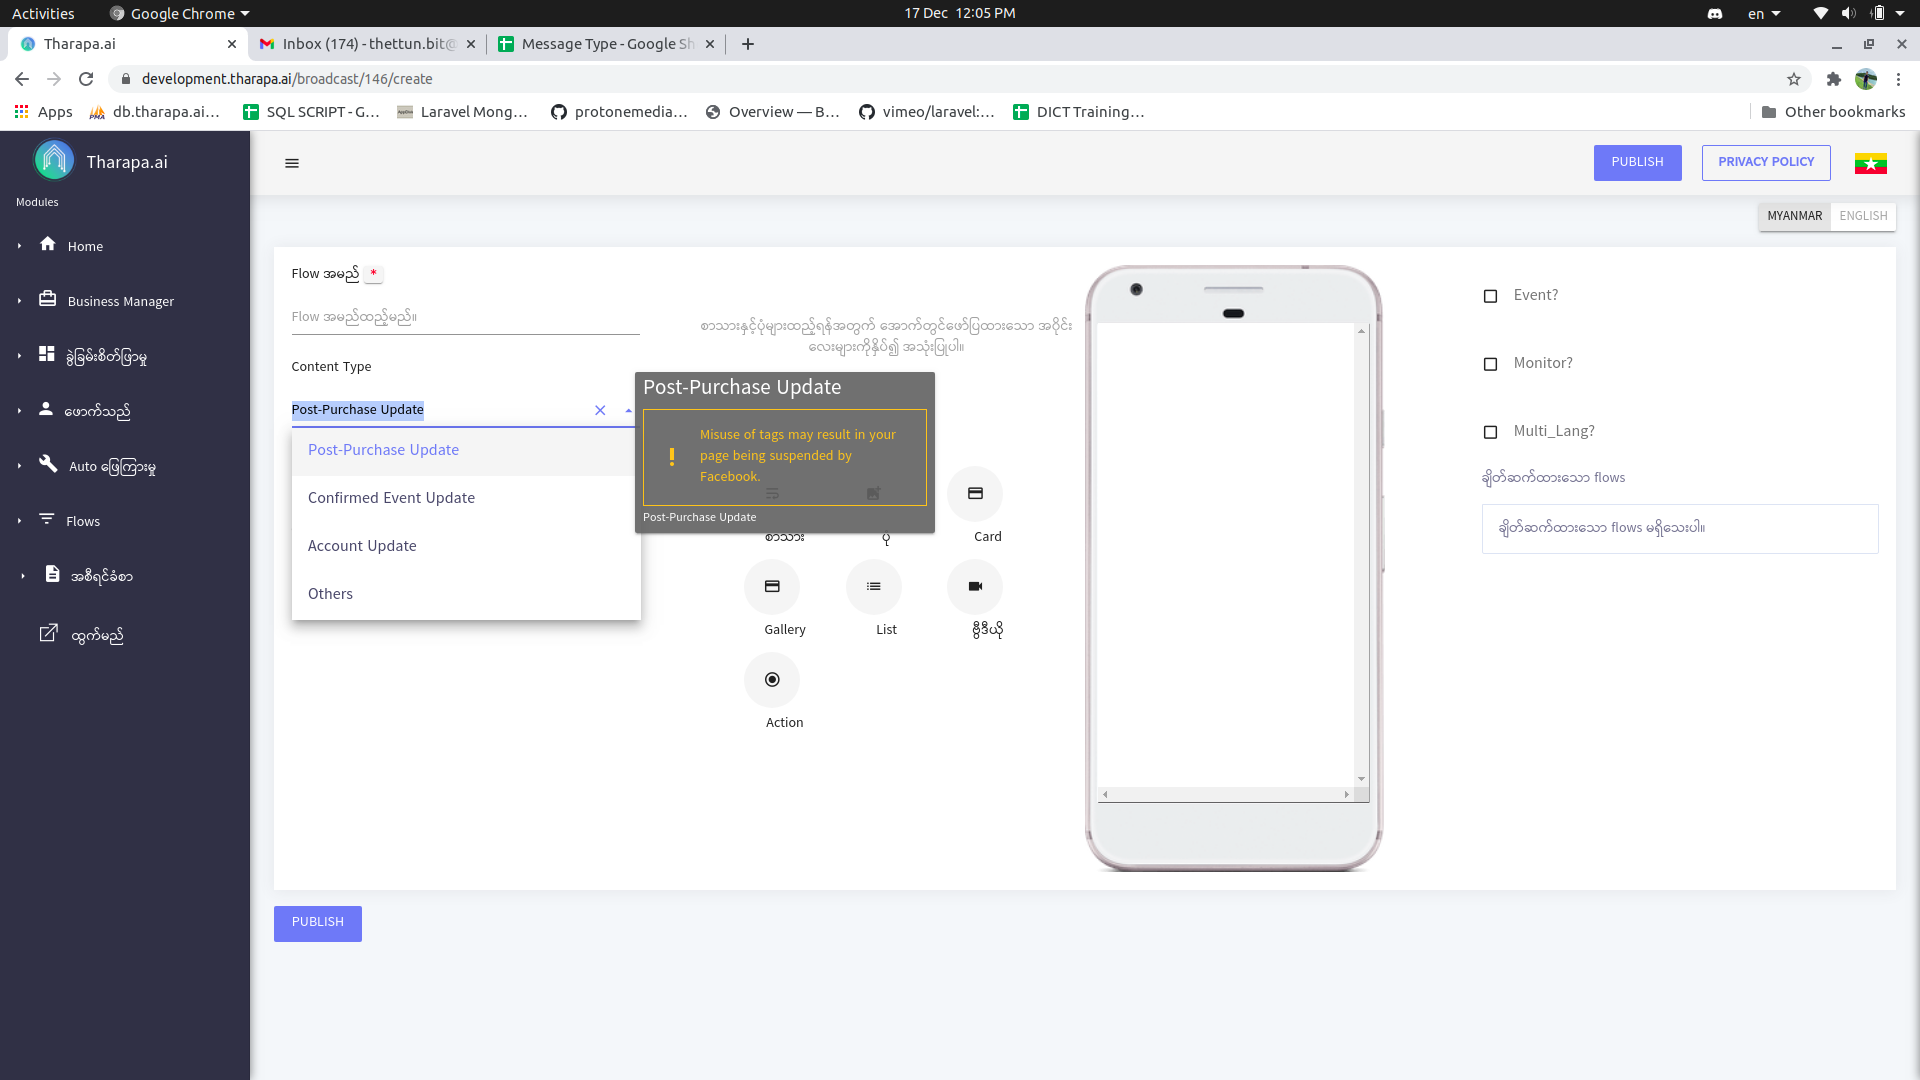 Activities
Google Chrome
17 Dec 12:05 PM
en
Tharapa.ai
Inbox (174) - thettun.bit@
Message Type - Google Sh
development.tharapa.ai/broadcast/146/create
Apps
db.tharapa.ai...
SQL SCRIPT - G...
Laravel Mong...
protonemedia...
Overview — B...
vimeo/laravel:...
DICT Training...
Other bookmarks
Tharapa.ai
Modules
Home
Business Manager
ခွဲခြမ်းစိတ်ဖြာမှု
ဖောက်သည်
Auto ဖြေကြားမှု
Flows
အစီရင်ခံစာ
ထွက်မည်
PUBLISH
PRIVACY POLICY
MYANMAR
ENGLISH
Flow အမည် *
Flow အမည်ထည့်မည်။
Content Type
Post-Purchase Update
Post-Purchase Update
Confirmed Event Update
Account Update
Others
စာသားနှင့်ပုံများထည့်ရန်အတွက် အောက်တွင်ဖော်ပြထားသော အပိုင်း
လေးများကိုနှိပ်၍ အသုံးပြုပါ။
Post-Purchase Update
! Misuse of tags may result in your
page being suspended by
Facebook.
Post-Purchase Update
စာသား
ပုံ
Card
Gallery
List
ဗွီဒီယို
Action
Event?
Monitor?
Multi_Lang?
ချိတ်ဆက်ထားသော flows
ချိတ်ဆက်ထားသော flows မရှိသေးပါ။
PUBLISH